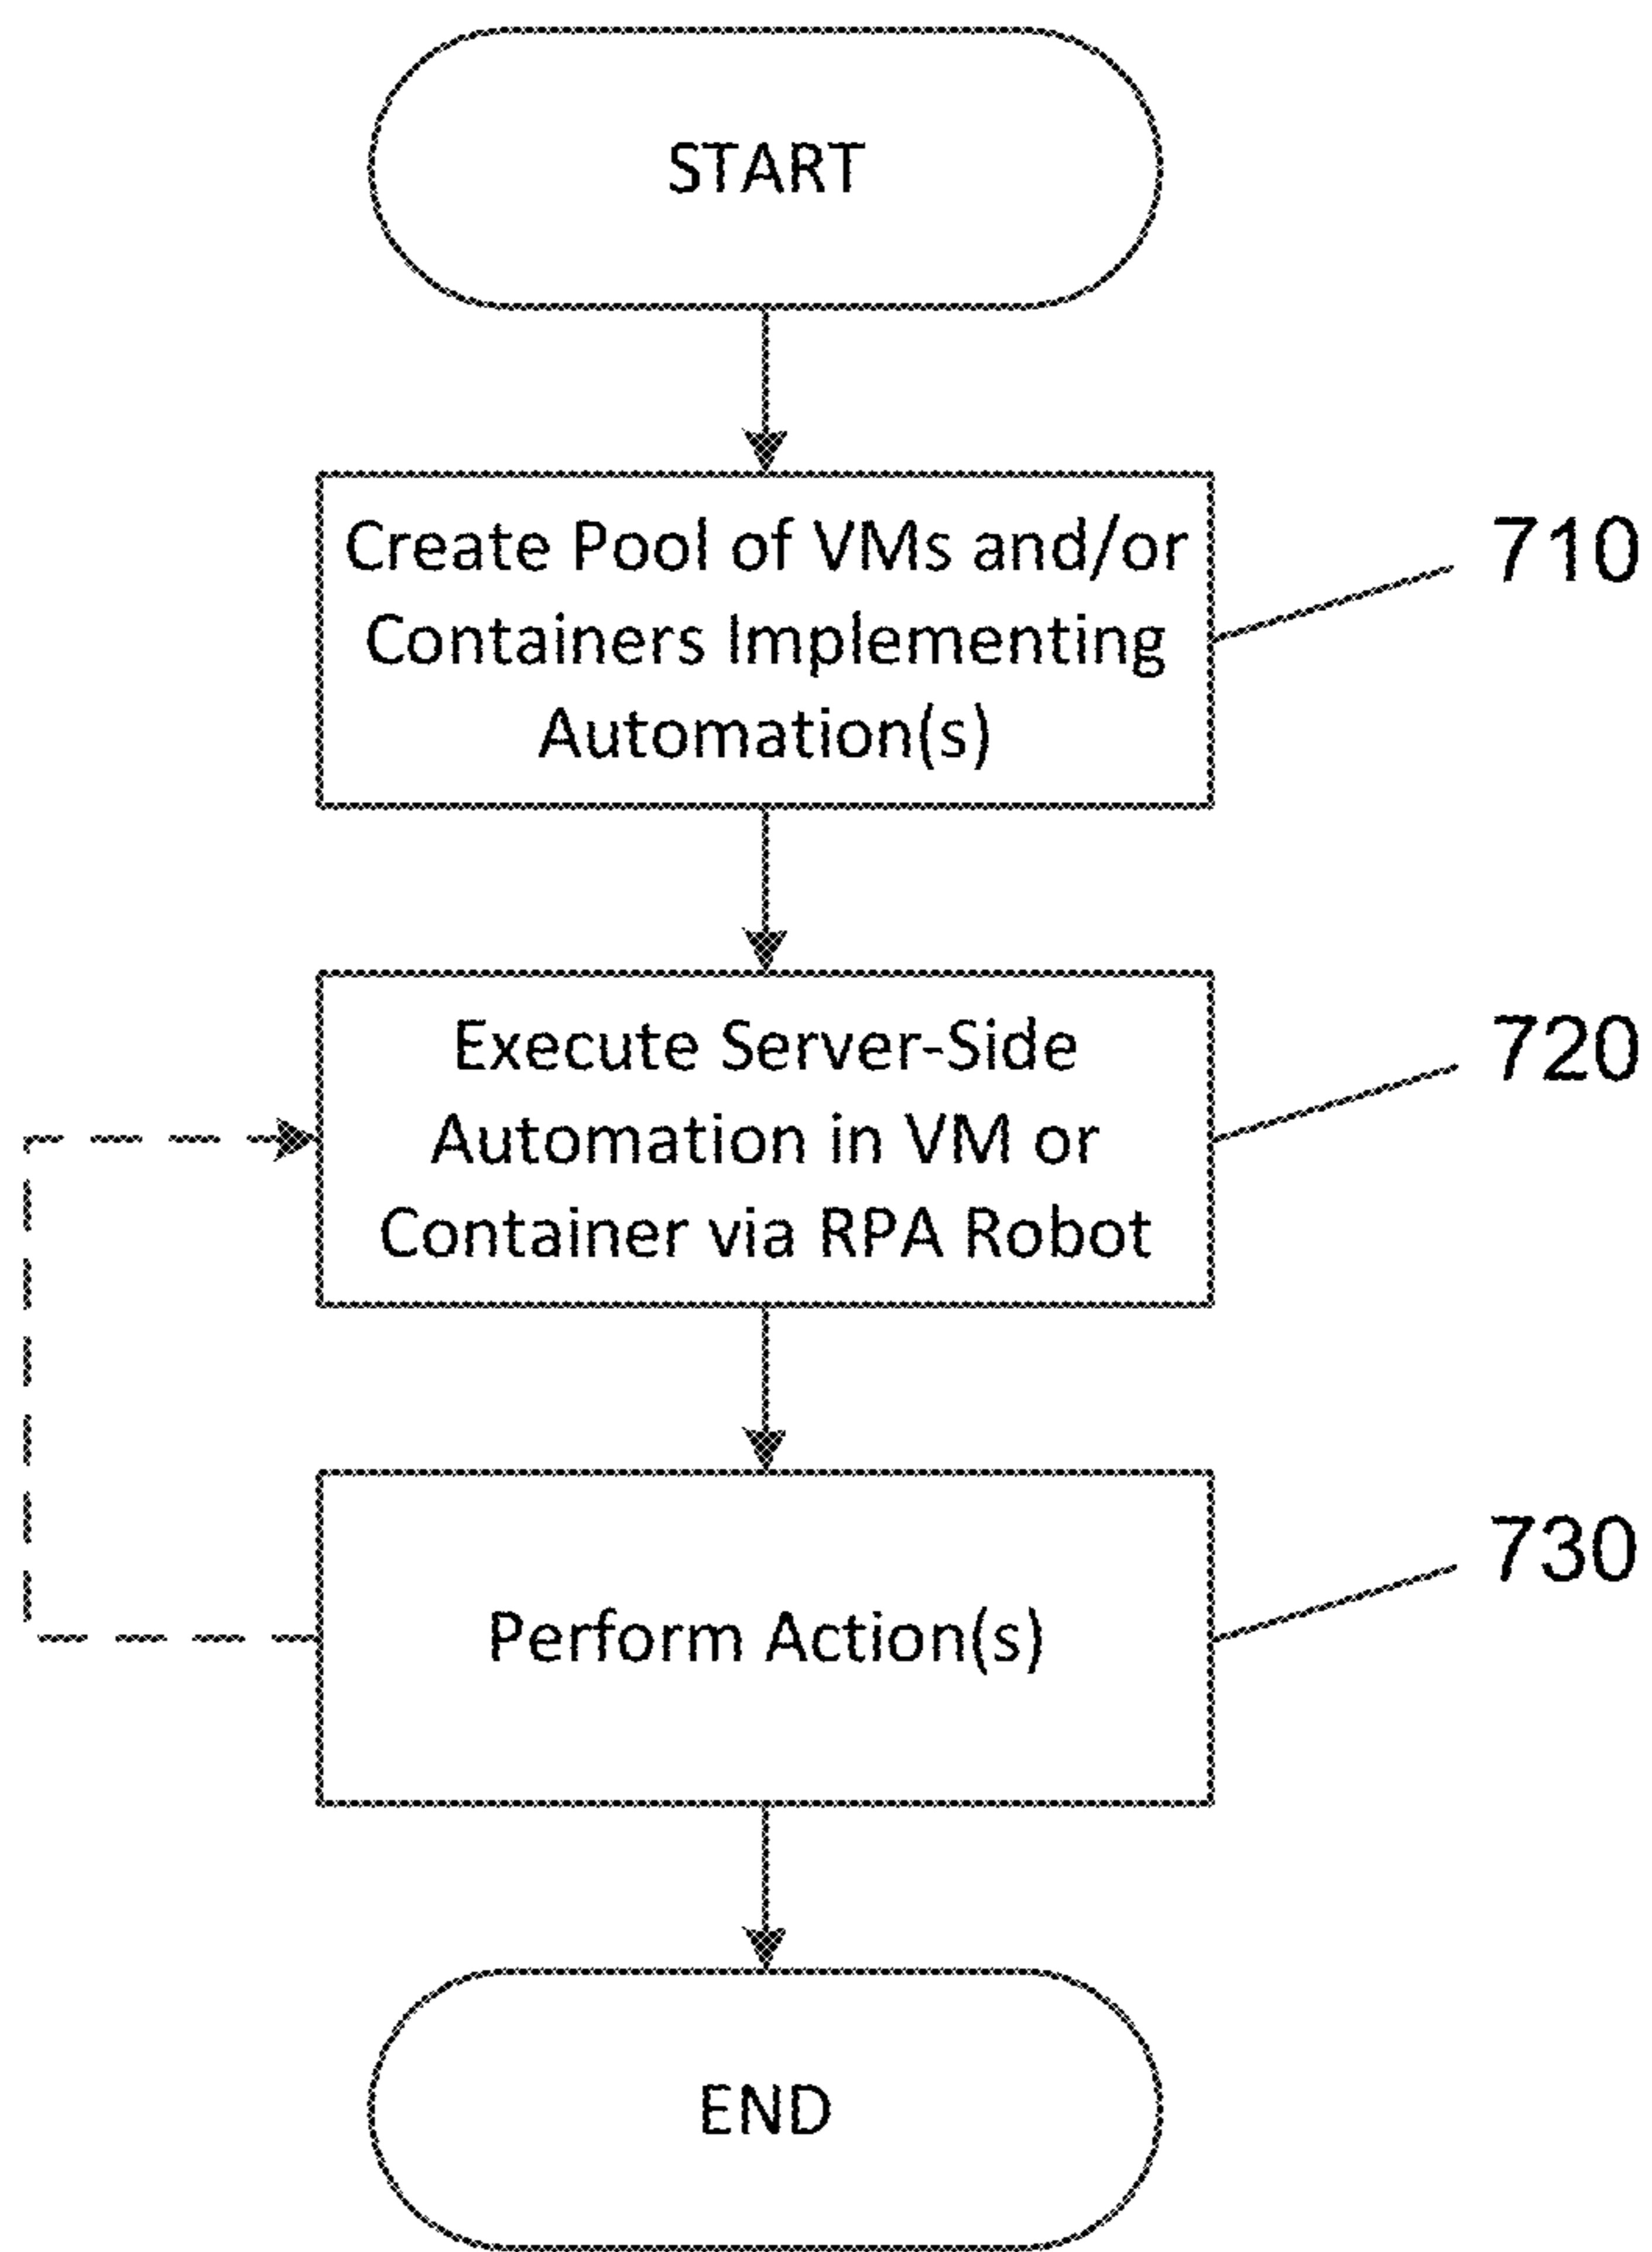 START
Create Pool of VMs and/or
Containers Implementing
Automation(s)
710
Execute Server-Side
Automation in VM or
Container via RPA Robot
720
Perform Action(s)
730
END